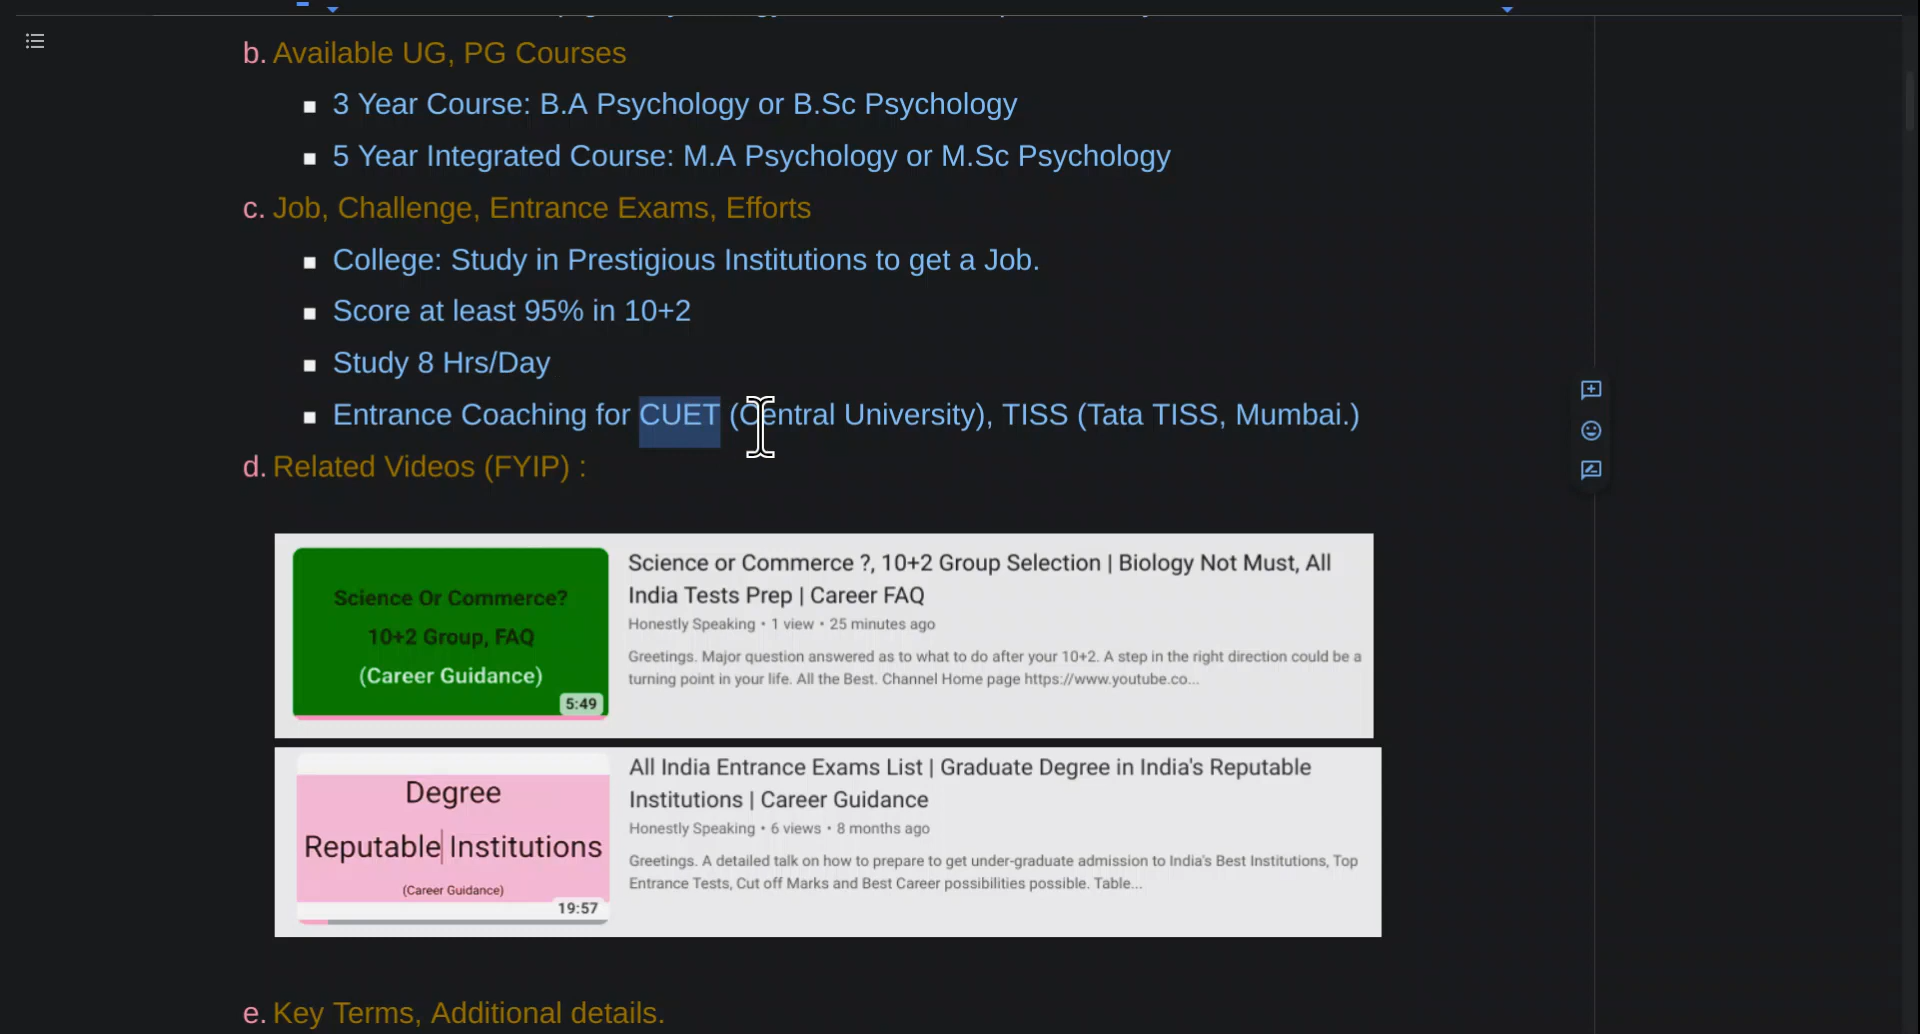 b. Available UG, PG Courses
3 Year Course: B.A Psychology or B.Sc Psychology
5 Year Integrated Course: M.A Psychology or M.Sc Psychology
c. Job, Challenge, Entrance Exams, Efforts
College: Study in Prestigious Institutions to get a Job.
Score at least 95% in 10+2
Study 8 Hrs/Day
Entrance Coaching for CUET (Central University), TISS (Tata TISS, Mumbai.)
d. Related Videos (FYIP) :
Science Or Commerce?
10+2 Group, FAQ
(Career Guidance)
5:49
Science or Commerce ?, 10+2 Group Selection | Biology Not Must, All
India Tests Prep | Career FAQ
Honestly Speaking • 1 view • 25 minutes ago
Greetings. Major question answered as to what to do after your 10+2. A step in the right direction could be a
turning point in your life. All the Best. Channel Home page https://www.youtube.co...
Degree
Reputable Institutions
(Career Guidance)
19:57
All India Entrance Exams List | Graduate Degree in India's Reputable
Institutions | Career Guidance
Honestly Speaking • 6 views • 8 months ago
Greetings. A detailed talk on how to prepare to get under-graduate admission to India's Best Institutions, Top
Entrance Tests, Cut off Marks and Best Career possibilities possible. Table...
e. Key Terms, Additional details.